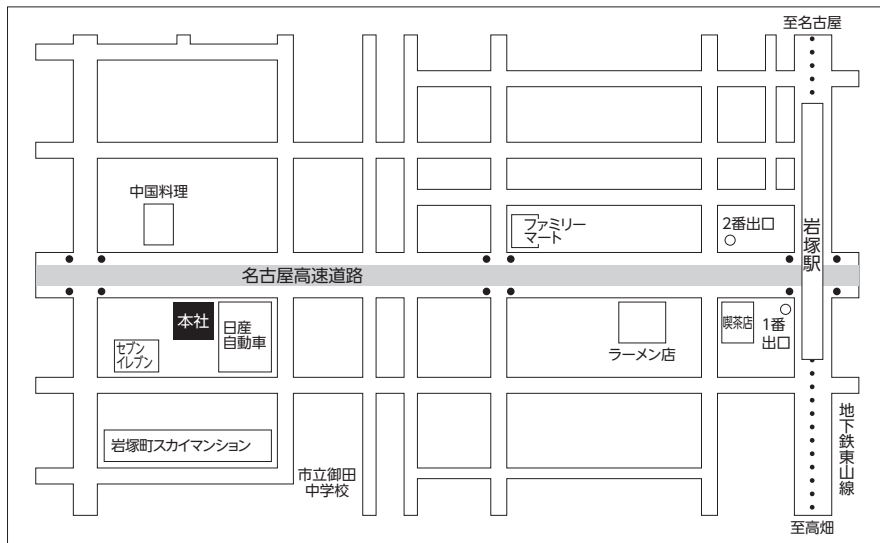 至名古屋
中国料理
ファミリー
マート
2番出口
岩塚駅
名古屋高速道路
本社
日産
自動車
セブン
イレブン
ラーメン店
喫茶店
1番
出口
岩塚町スカイマンション
市立御田
中学校
地下鉄東山線
至高畑